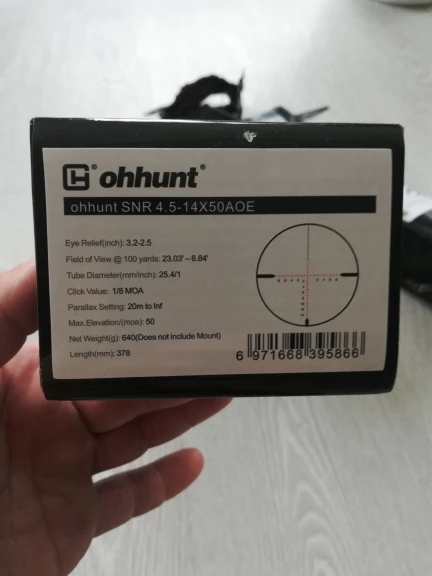 ohhunt®
ohhunt SNR 4.5-14X50AOE
Eye Relief(inch): 3.2-2.5
Field of View @ 100 yards: 23.03' – 6.84'
Tube Diameter(mm/inch): 25.4/1
Click Value: 1/8 MOA
Parallax Setting: 20m to Inf
Max.Elevation/(moa): 50
Net Weight(g): 640(Does not include Mount)
Length(mm): 378
6 971668 395866